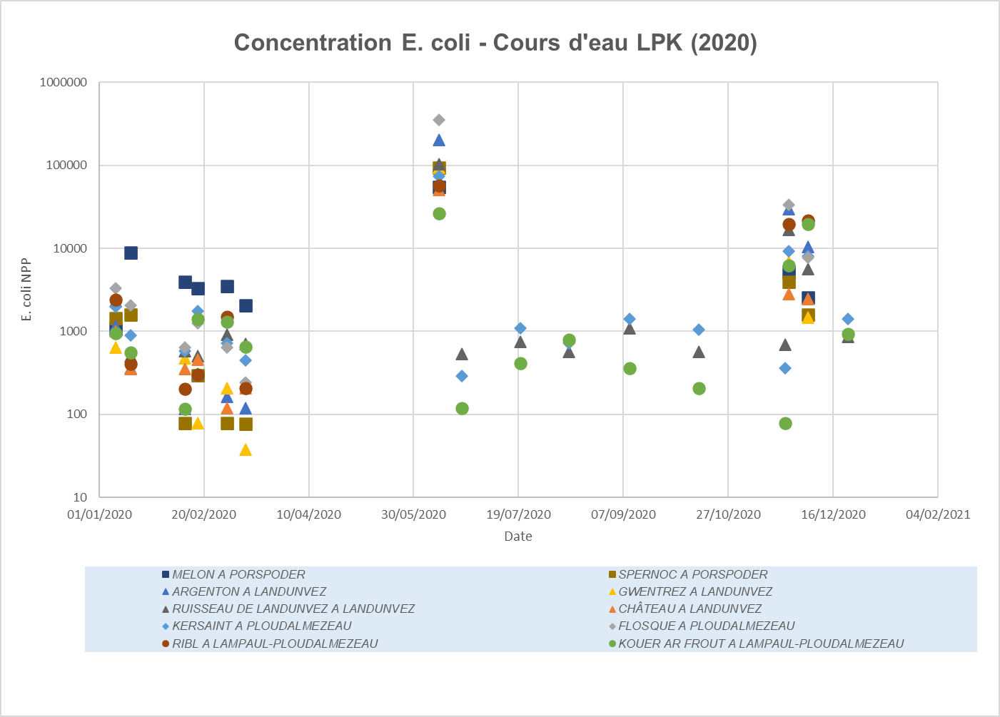 Concentration E. coli - Cours d'eau LPK (2020)
1000000
100000
10000
1000
100
10
E. coli NPP
01/01/2020 20/02/2020 10/04/2020 30/05/2020 19/07/2020 07/09/2020 27/10/2020 16/12/2020 04/02/2021
Date
MELON A PORSPODER SPERNOC A PORSPODER
ARGENTON A LANDUNVEZ GWENTREZ A LANDUNVEZ
RUISSEAU DE LANDUNVEZ A LANDUNVEZ CHÂTEAU A LANDUNVEZ
KERSAINT A PLOUDALMEZEAU FLOSQUE A PLOUDALMEZEAU
RIBL A LAMPAUL-PLOUDALMEZEAU KOUER AR FROUT A LAMPAUL-PLOUDALMEZEAU